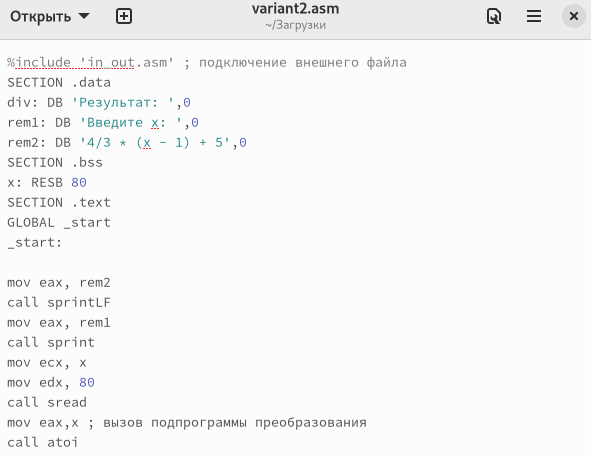 Открыть
variant2.asm
~/Загрузки
%include 'in_out.asm' ; подключение внешнего файла
SECTION .data
div: DB 'Результат: ',0
rem1: DB 'Введите x: ',0
rem2: DB '4/3 * (x - 1) + 5',0
SECTION .bss
x: RESB 80
SECTION .text
GLOBAL _start
_start:
mov eax, rem2
call sprintLF
mov eax, rem1
call sprint
mov ecx, x
mov edx, 80
call sread
mov eax,x ; вызов подпрограммы преобразования
call atoi